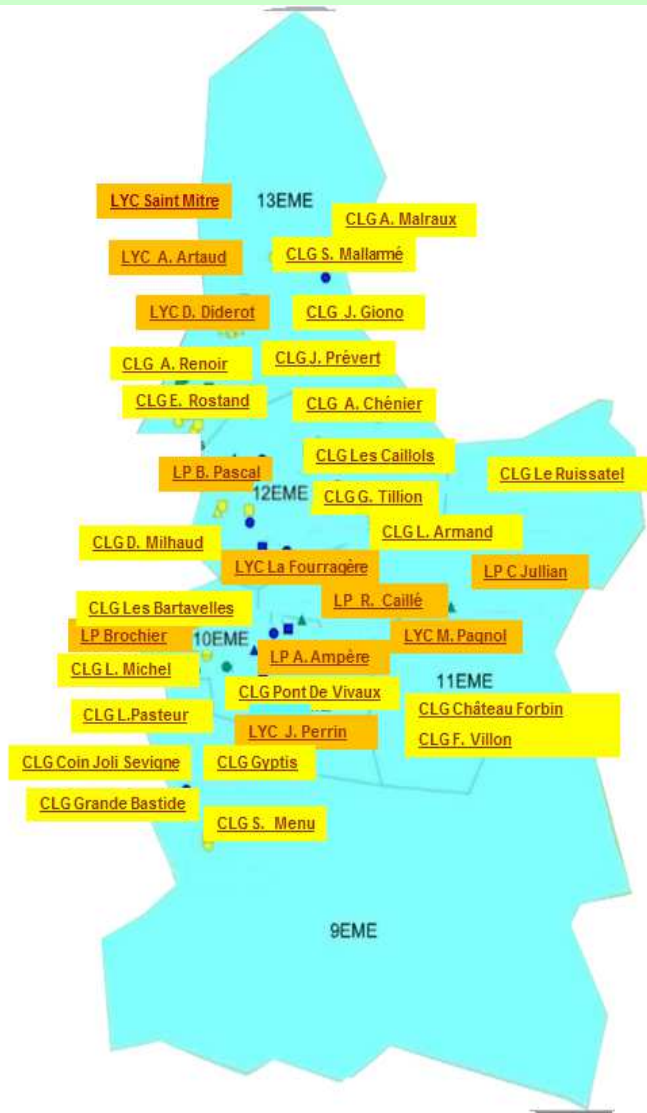 LYC Saint Mitre
13EME
CLG A. Malraux
LYC A. Artaud
CLG S. Mallarmé
LYC D. Diderot
CLG J. Giono
CLG J. Prévert
CLG A. Renoir
CLG E. Rostand
CLG A. Chénier
CLG Les Caillols
LP B. Pascal
CLG Le Ruissatel
12EME
CLG G. Tillion
CLG L. Armand
CLG D. Milhaud
LYC La Fourragère
LP C Jullian
LP R. Caillé
CLG Les Bartavelles
LP Brochier
10EME
LYC M. Pagnol
LP A. Ampère
CLG L. Michel
11EME
CLG Pont De Vivaux
CLG Château Forbin
CLG L.Pasteur
LYC J. Perrin
CLG F. Villon
CLG Coin Joli Sevigne
CLG Gyptis
CLG Grande Bastide
CLG S. Menu
9EME